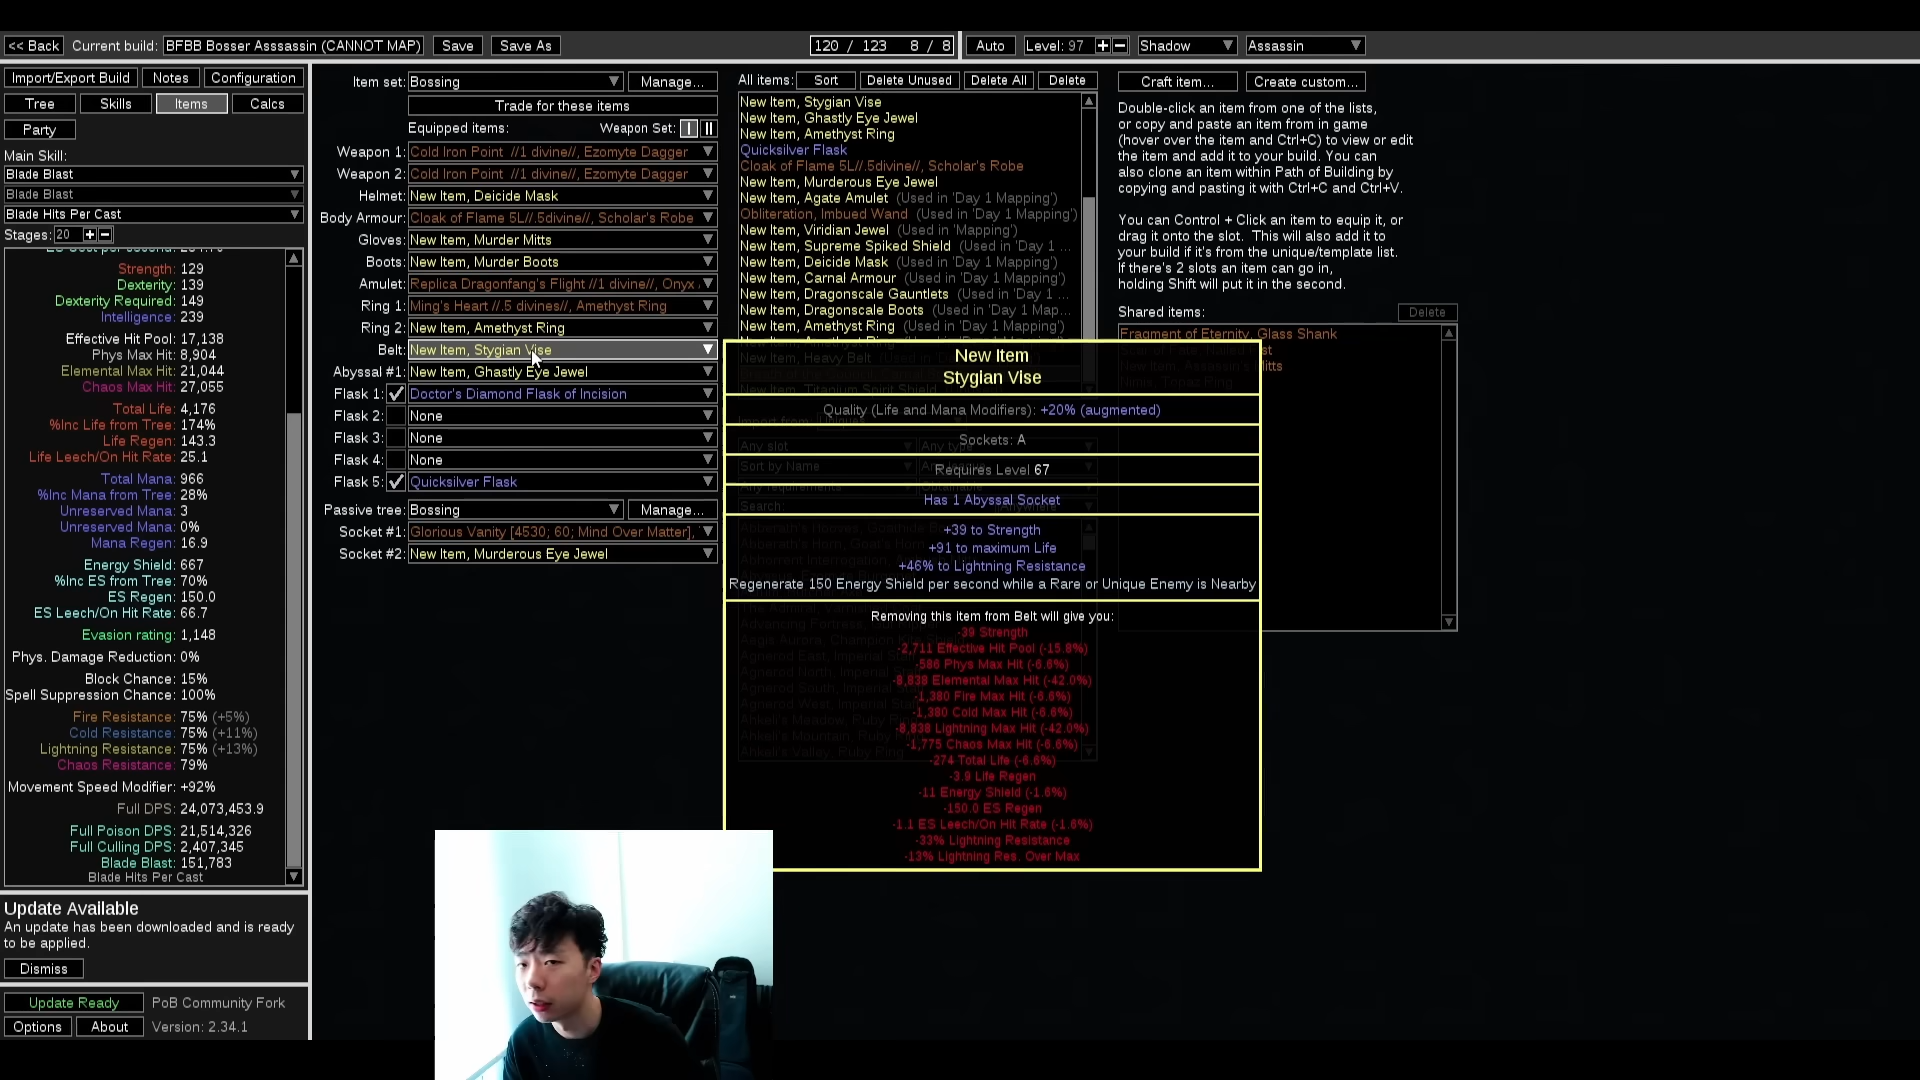 << Back
Current build: BFBB Bosser Asssassin (CANNOT MAP)
Save
Save As
120 / 123 8 / 8
Auto
Level: 97
Shadow
Assassin
Import/Export Build
Notes
Configuration
Tree
Skills
Items
Calcs
Party
Main Skill:
Blade Blast
Blade Blast
Blade Hits Per Cast
Stages: 20
Strength: 129
Dexterity: 139
Dexterity Required: 149
Intelligence: 239
Effective Hit Pool: 17,138
Phys Max Hit: 8,904
Elemental Max Hit: 21,044
Chaos Max Hit: 27,055
Total Life: 4,176
%Inc Life from Tree: 174%
Life Regen: 143.3
Life Leech/On Hit Rate: 25.1
Total Mana: 966
%Inc Mana from Tree: 28%
Unreserved Mana: 3
Unreserved Mana: 0%
Mana Regen: 16.9
Energy Shield: 667
%Inc ES from Tree: 70%
ES Regen: 150.0
ES Leech/On Hit Rate: 66.7
Evasion rating: 1,148
Phys. Damage Reduction: 0%
Block Chance: 15%
Spell Suppression Chance: 100%
Fire Resistance: 75% (+5%)
Cold Resistance: 75% (+11%)
Lightning Resistance: 75% (+13%)
Chaos Resistance: 79%
Movement Speed Modifier: +92%
Full DPS: 24,073,453.9
Full Poison DPS: 21,514,326
Full Culling DPS: 2,407,345
Blade Blast: 151,783
Blade Hits Per Cast
Update Available
An update has been downloaded and is ready
to be applied.
Dismiss
Update Ready
PoB Community Fork
Options
About
Version: 2.34.1
Item set: Bossing
Manage...
Trade for these items
Equipped items:
Weapon Set: I II
Weapon 1: Cold Iron Point //1 divine//, Ezomyte Dagger
Weapon 2: Cold Iron Point //1 divine//, Ezomyte Dagger
Helmet: New Item, Deicide Mask
Body Armour: Cloak of Flame 5L//.5divine//, Scholar's Robe
Gloves: New Item, Murder Mitts
Boots: New Item, Murder Boots
Amulet: Replica Dragonfang's Flight //1 divine//, Onyx
Ring 1: Ming's Heart //.5 divines//, Amethyst Ring
Ring 2: New Item, Amethyst Ring
Belt: New Item, Stygian Vise
Abyssal #1: New Item, Ghastly Eye Jewel
Flask 1: Doctor's Diamond Flask of Incision
Flask 2: None
Flask 3: None
Flask 4: None
Flask 5: Quicksilver Flask
Passive tree: Bossing
Manage...
Socket #1: Glorious Vanity [4530; 60; Mind Over Matter],
Socket #2: New Item, Murderous Eye Jewel
All items:
Sort
Delete Unused
Delete All
Delete
New Item, Stygian Vise
New Item, Ghastly Eye Jewel
New Item, Amethyst Ring
Quicksilver Flask
Cloak of Flame 5L//.5divine//, Scholar's Robe
New Item, Murderous Eye Jewel
New Item, Agate Amulet (Used in 'Day 1 Mapping')
Obliteration, Imbued Wand (Used in 'Day 1 Mapping')
New Item, Viridian Jewel (Used in 'Mapping')
New Item, Supreme Spiked Shield (Used in 'Day 1 ...
New Item, Deicide Mask (Used in 'Day 1 Mapping')
New Item, Carnal Armour (Used in 'Day 1 Mapping')
New Item, Dragonscale Gauntlets (Used in 'Day 1 ...
New Item, Dragonscale Boots (Used in 'Day 1 Map...
New Item, Amethyst Ring (Used in 'Day 1 Mapping')
New Item
Stygian Vise
Quality (Life and Mana Modifiers): +20% (augmented)
Sockets: A
Requires Level 67
Has 1 Abyssal Socket
+39 to Strength
+91 to maximum Life
+46% to Lightning Resistance
Regenerate 150 Energy Shield per second while a Rare or Unique Enemy is Nearby
Removing this item from Belt will give you:
-39 Strength
-2,711 Effective Hit Pool (-15.8%)
-586 Phys Max Hit (-6.6%)
-8,838 Elemental Max Hit (-42.0%)
-1,380 Fire Max Hit (-6.6%)
-1,380 Cold Max Hit (-6.6%)
-8,838 Lightning Max Hit (-42.0%)
-1,775 Chaos Max Hit (-6.6%)
-274 Total Life (-6.6%)
-3.9 Life Regen
-11 Energy Shield (-1.6%)
-150.0 ES Regen
-1.1 ES Leech/On Hit Rate (-1.6%)
-33% Lightning Resistance
-13% Lightning Res. Over Max
Craft item...
Create custom...
Double-click an item from one of the lists,
or copy and paste an item from in game
(hover over the item and Ctrl+C) to view or edit
the item and add it to your build. You can
also clone an item within Path of Building by
copying and pasting it with Ctrl+C and Ctrl+V.
You can Control + Click an item to equip it, or
drag it onto the slot. This will also add it to
your build if it's from the unique/template list.
If there's 2 slots an item can go in,
holding Shift will put it in the second.
Shared items:
Delete
Fragment of Eternity, Glass Shank